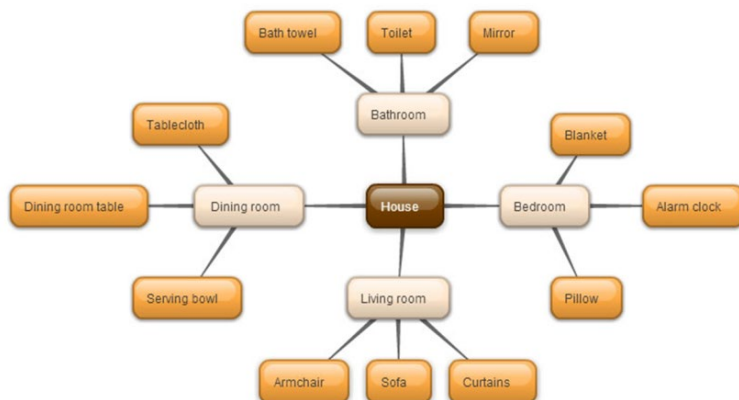 Bath towel
Toilet
Mirror
Bathroom
Tablecloth
Blanket
Dining room table
Dining room
House
Bedroom
Alarm clock
Serving bowl
Living room
Pillow
Armchair
Sofa
Curtains